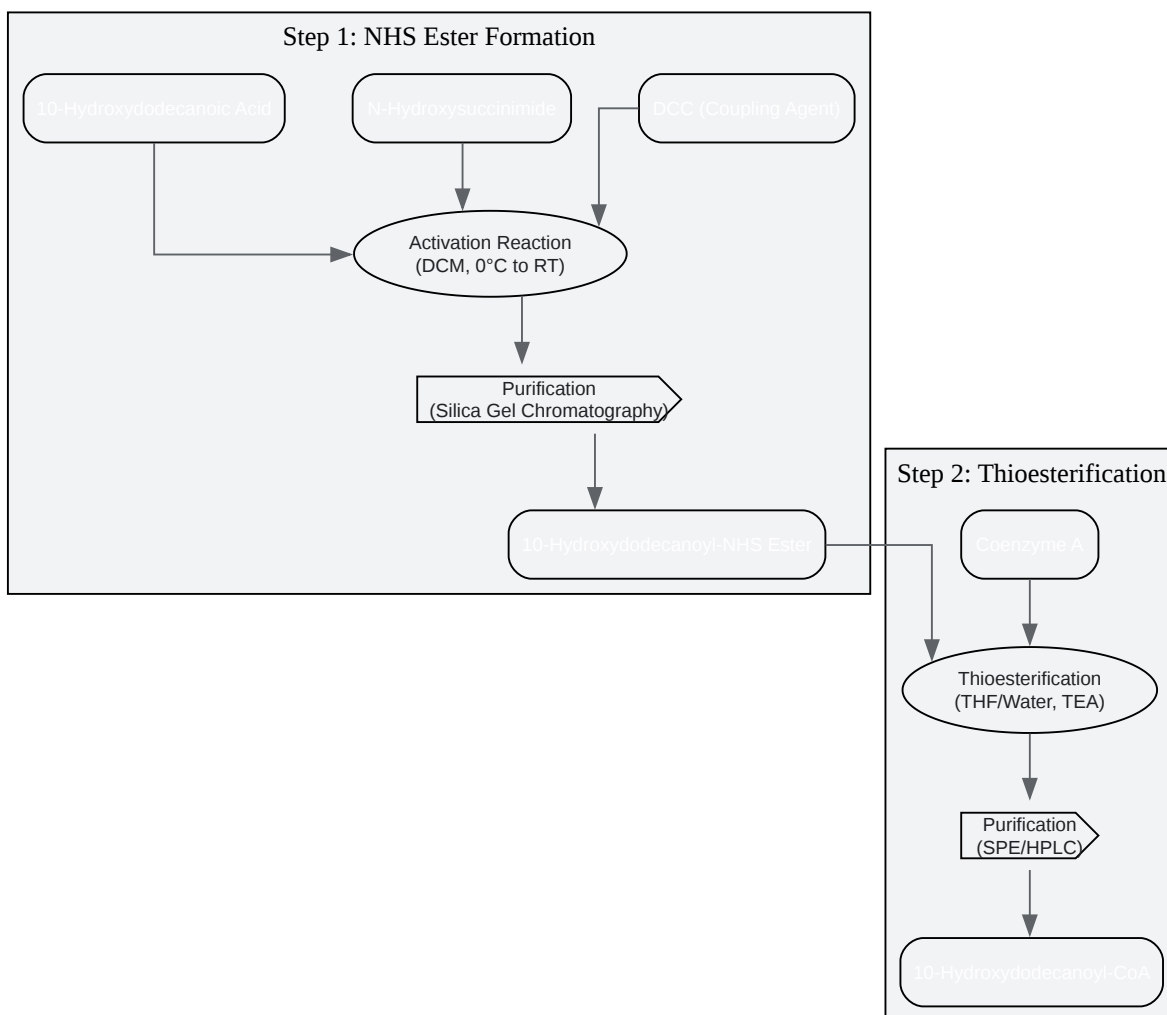 Step 1: NHS Ester Formation
10-Hydroxydodecanoic Acid
N-Hydroxysuccinimide
DCC (Coupling Agent)
Activation Reaction
(DCM, 0°C to RT)
Purification
(Silica Gel Chromatography)
10-Hydroxydodecanoyl-NHS Ester
Step 2: Thioesterification
Coenzyme A
Thioesterification
(THF/Water, TEA)
Purification
(SPE/HPLC)
10-Hydroxydodecanoyl-CoA